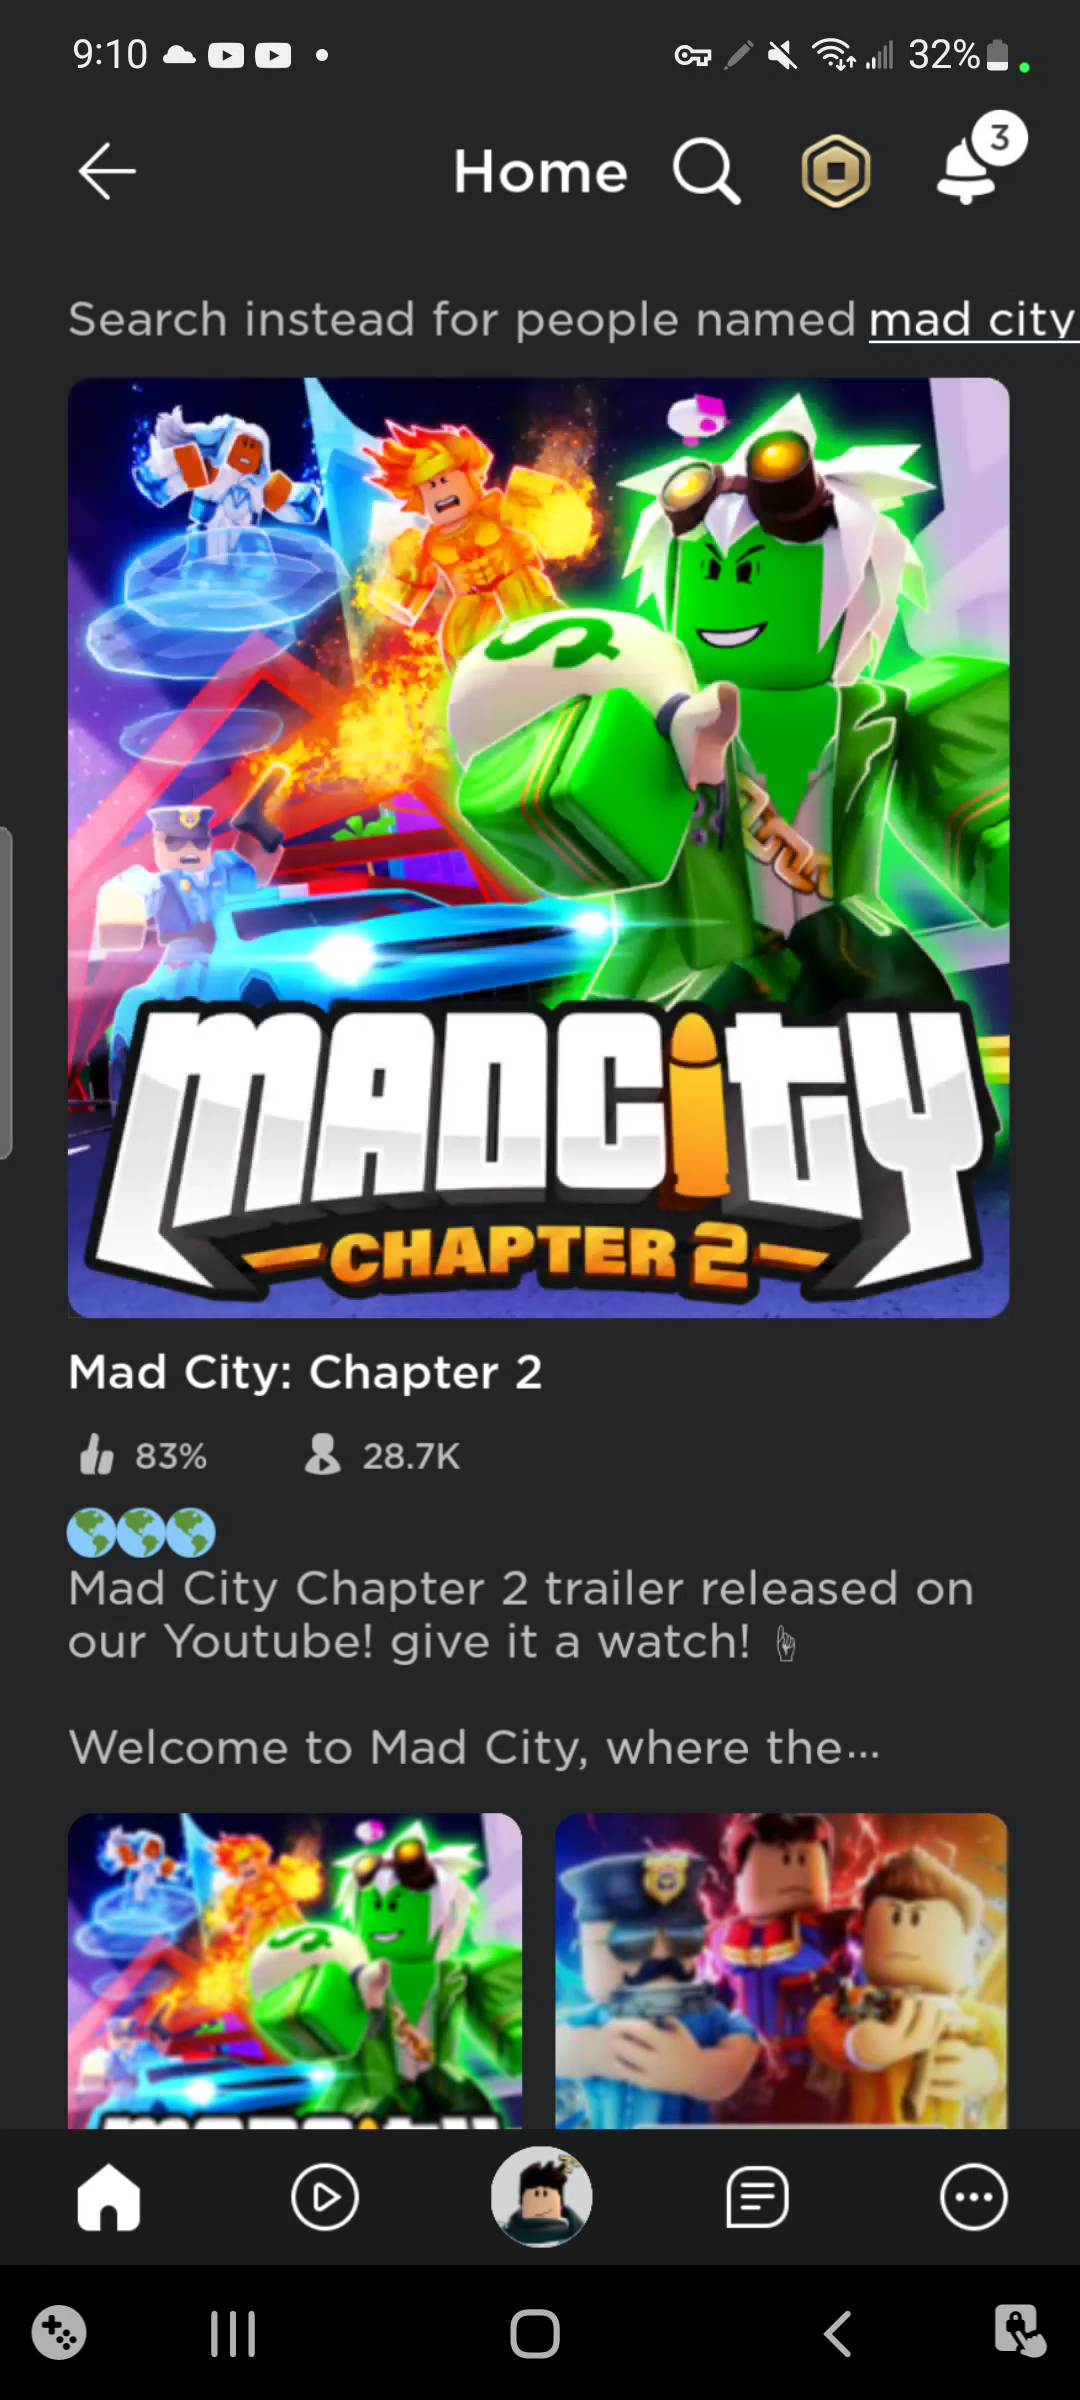 9:10
32%
Home
3
Search instead for people named mad city
MADCITY
CHAPTER 2
Mad City: Chapter 2
83% 28.7K
🌎🌎🌎
Mad City Chapter 2 trailer released on
our Youtube! give it a watch! ☝
Welcome to Mad City, where the...